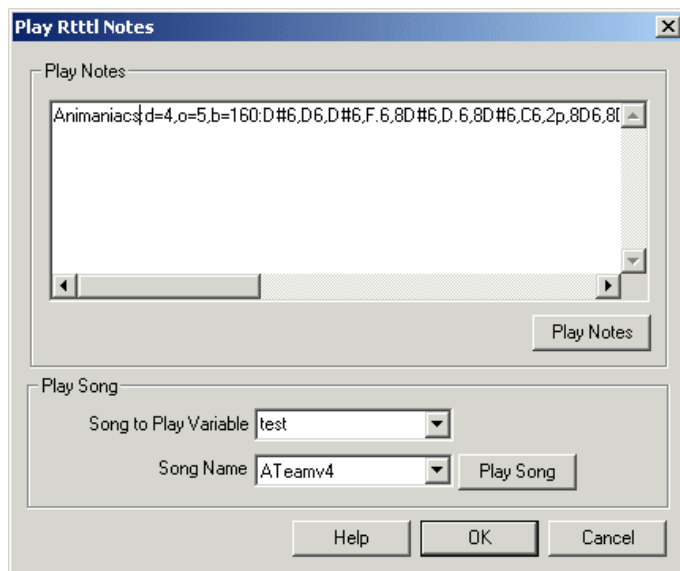 Play Rtttl Notes
Play Notes
Animaniacs:d=4,o=5,b=160:D#6,D6,D#6,F.6,8D#6,D.6,8D#6,C6,2p,8D6,8D
Play Notes
Play Song
Song to Play Variable test
Song Name ATeamv4 Play Song
Help OK Cancel